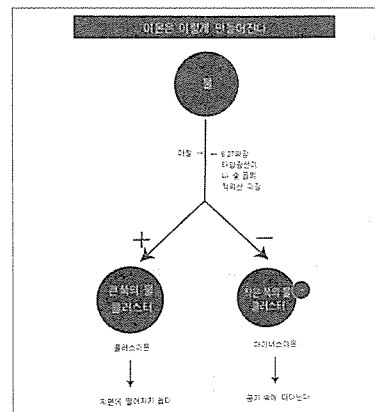 이온은 이렇게 만들어진다
물
마찰
+
−
큰쪽의 물
클러스터
작은쪽의 물
클러스터
플러스이온
마이너스이온
지면에 떨어지기 쉽다
공기 속에 떠다닌다